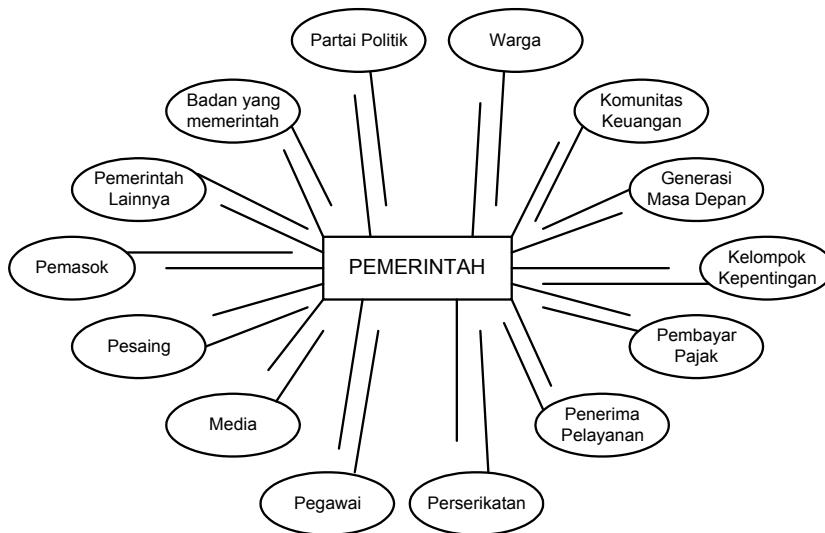 Partai Politik
Warga
Badan yang
memerintah
Komunitas
Keuangan
Pemerintah
Lainnya
Generasi
Masa Depan
Pemasok
PEMERINTAH
Kelompok
Kepentingan
Pesaing
Pembayar
Pajak
Media
Penerima
Pelayanan
Pegawai
Perserikatan